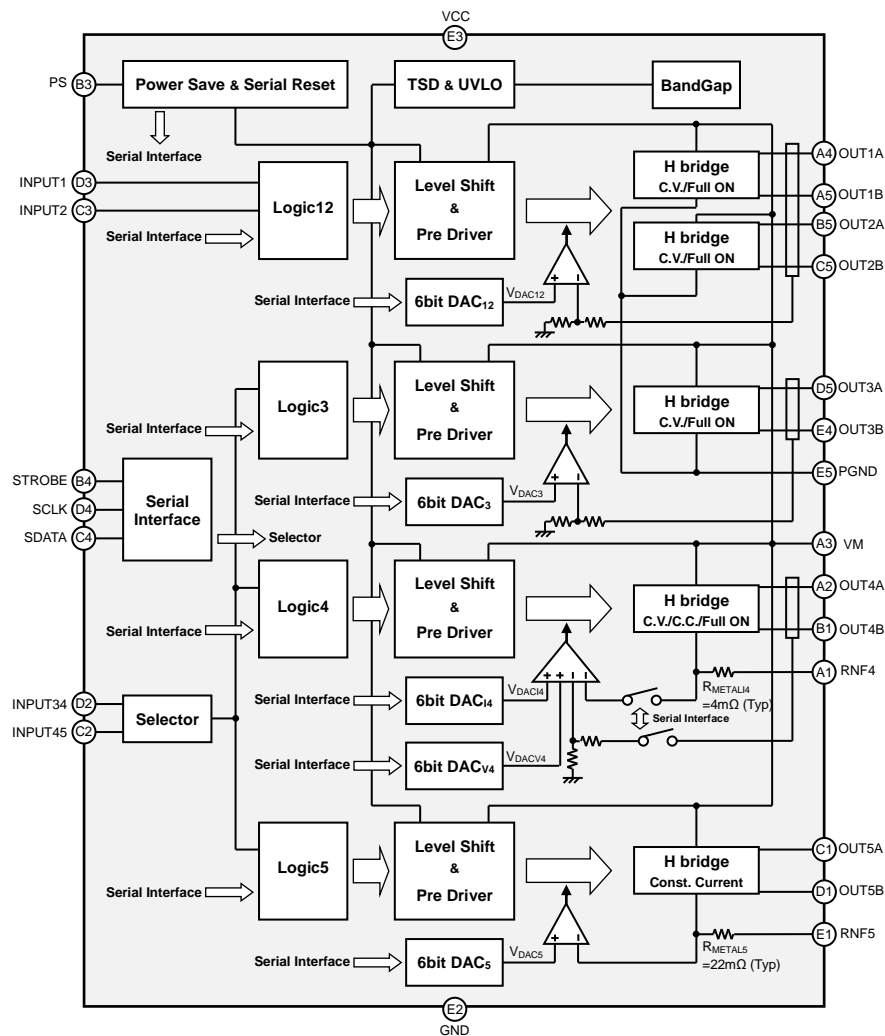 VCC
E3
PS
B3
Power Save & Serial Reset
TSD & UVLO
BandGap
Serial Interface
INPUT1
D3
INPUT2
C3
Logic12
Serial Interface
Level Shift
&
Pre Driver
H bridge
C.V./Full ON
H bridge
C.V./Full ON
A4
OUT1A
A5
OUT1B
B5
OUT2A
C5
OUT2B
Serial Interface
6bit DAC12
VDAC12
+
−
Logic3
Serial Interface
Level Shift
&
Pre Driver
H bridge
C.V./Full ON
D5
OUT3A
E4
OUT3B
E5
PGND
Serial Interface
6bit DAC3
VDAC3
+
−
STROBE
B4
SCLK
D4
SDATA
C4
Serial
Interface
Selector
A3
VM
Logic4
Serial Interface
Level Shift
&
Pre Driver
H bridge
C.V./C.C./Full ON
A2
OUT4A
B1
OUT4B
A1
RNF4
RMETALI4
=4mΩ (Typ)
Serial Interface
Serial Interface
6bit DACI4
VDACI4
+
+
−
−
Serial Interface
6bit DACV4
VDACV4
INPUT34
D2
INPUT45
C2
Selector
Logic5
Serial Interface
Level Shift
&
Pre Driver
H bridge
Const. Current
C1
OUT5A
D1
OUT5B
E1
RNF5
RMETAL5
=22mΩ (Typ)
Serial Interface
6bit DAC5
VDAC5
+
−
E2
GND